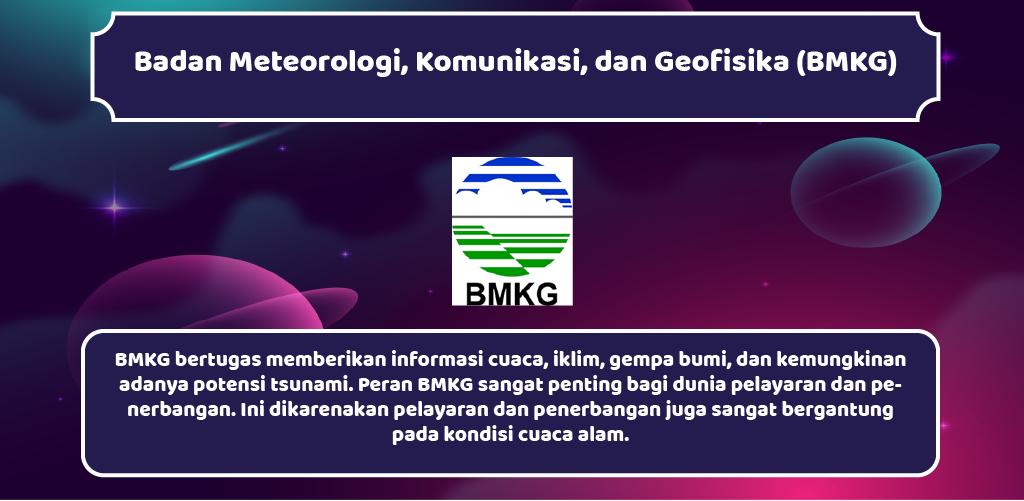 Badan Meteorologi, Komunikasi, dan Geofisika (BMKG)
BMKG
BMKG bertugas memberikan informasi cuaca, iklim, gempa bumi, dan kemungkinan
adanya potensi tsunami. Peran BMKG sangat penting bagi dunia pelayaran dan pe-
nerbangan. Ini dikarenakan pelayaran dan penerbangan juga sangat bergantung
pada kondisi cuaca alam.